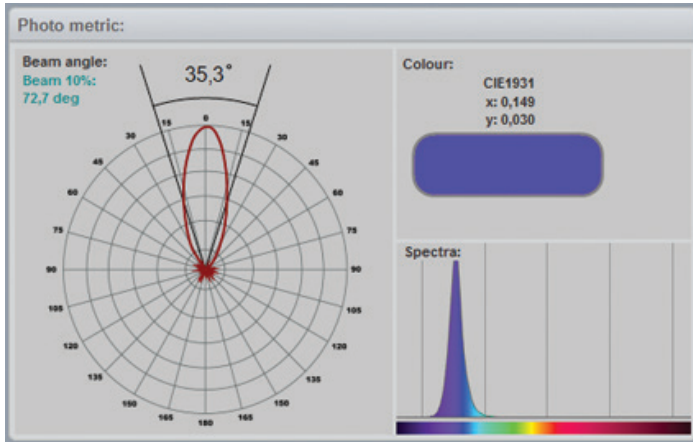 Photo metric:
Beam angle:
Beam 10%:
72,7 deg
35,3°
0
15
15
30
30
45
45
60
60
75
75
90
90
105
105
120
120
135
135
150
150
165
165
180
Colour:
CIE1931
x: 0,149
y: 0,030
Spectra: